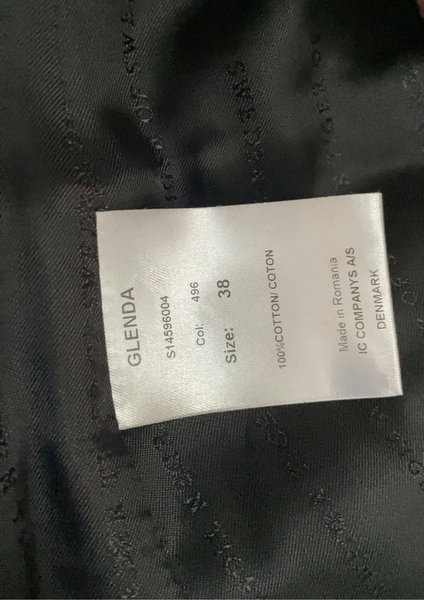 GLENDA
S14596004
Col: 496
Size: 38
100%COTTON/ COTON
Made in Romania
IC COMPANYS A/S
DENMARK